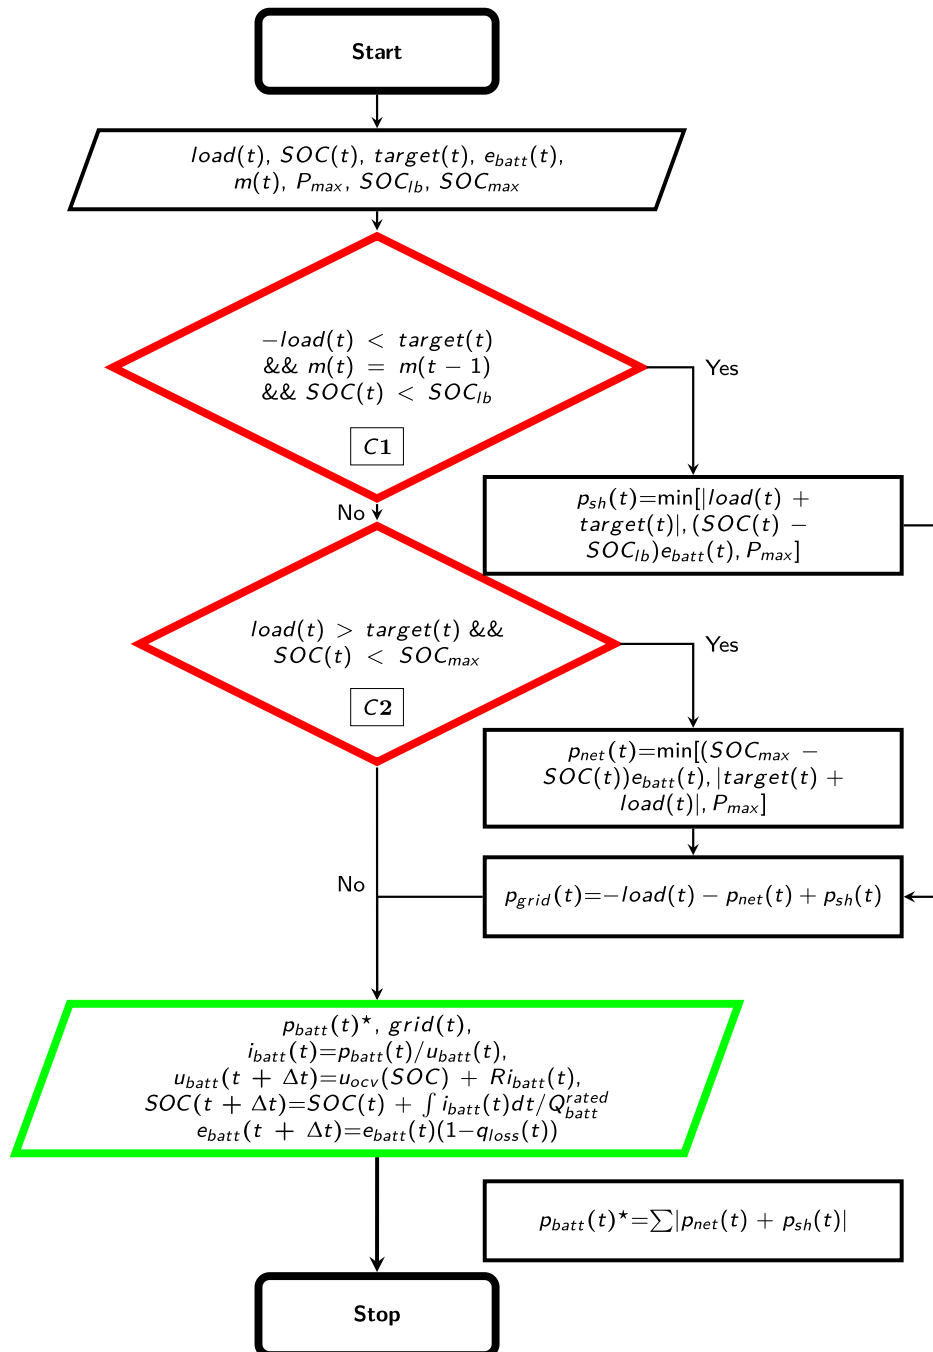 Start
load(t), SOC(t), target(t), e_batt(t),
m(t), P_max, SOC_lb, SOC_max
−load(t) < target(t)
&& m(t) = m(t − 1)
&& SOC(t) < SOC_lb
C1
Yes
No
p_sh(t)=min[|load(t) +
target(t)|, (SOC(t) −
SOC_lb)e_batt(t), P_max]
load(t) > target(t) &&
SOC(t) < SOC_max
C2
Yes
p_net(t)=min[(SOC_max −
SOC(t))e_batt(t), |target(t) +
load(t)|, P_max]
No
p_grid(t)=−load(t) − p_net(t) + p_sh(t)
p_batt(t)*, grid(t),
i_batt(t)=p_batt(t)/u_batt(t),
u_batt(t + Δt)=u_ocv(SOC) + Ri_batt(t),
SOC(t + Δt)=SOC(t) + ∫ i_batt(t)dt/Q_batt^rated
e_batt(t + Δt)=e_batt(t)(1−q_loss(t))
p_batt(t)*=∑|p_net(t) + p_sh(t)|
Stop